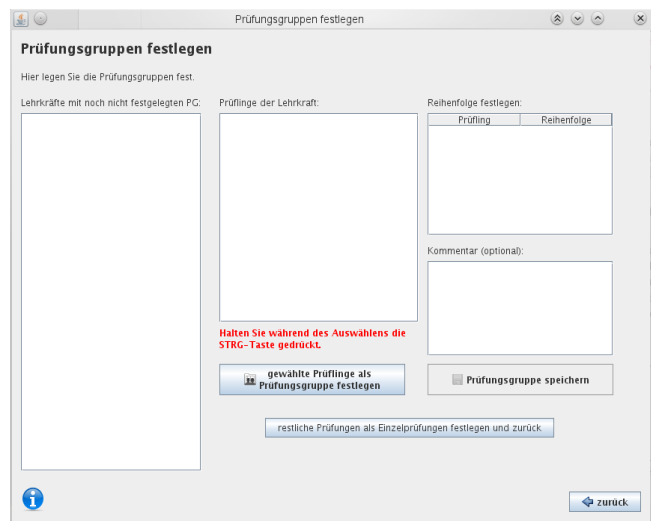 Prüfungsgruppen festlegen
Prüfungsgruppen festlegen
Hier legen Sie die Prüfungsgruppen fest.
Lehrkräfte mit noch nicht festgelegten PG:
Prüflinge der Lehrkraft:
Reihenfolge festlegen:
Prüfling Reihenfolge
Kommentar (optional):
Halten Sie während des Auswählens die
STRG-Taste gedrückt.
gewählte Prüflinge als
Prüfungsgruppe festlegen
Prüfungsgruppe speichern
restliche Prüfungen als Einzelprüfungen festlegen und zurück
zurück